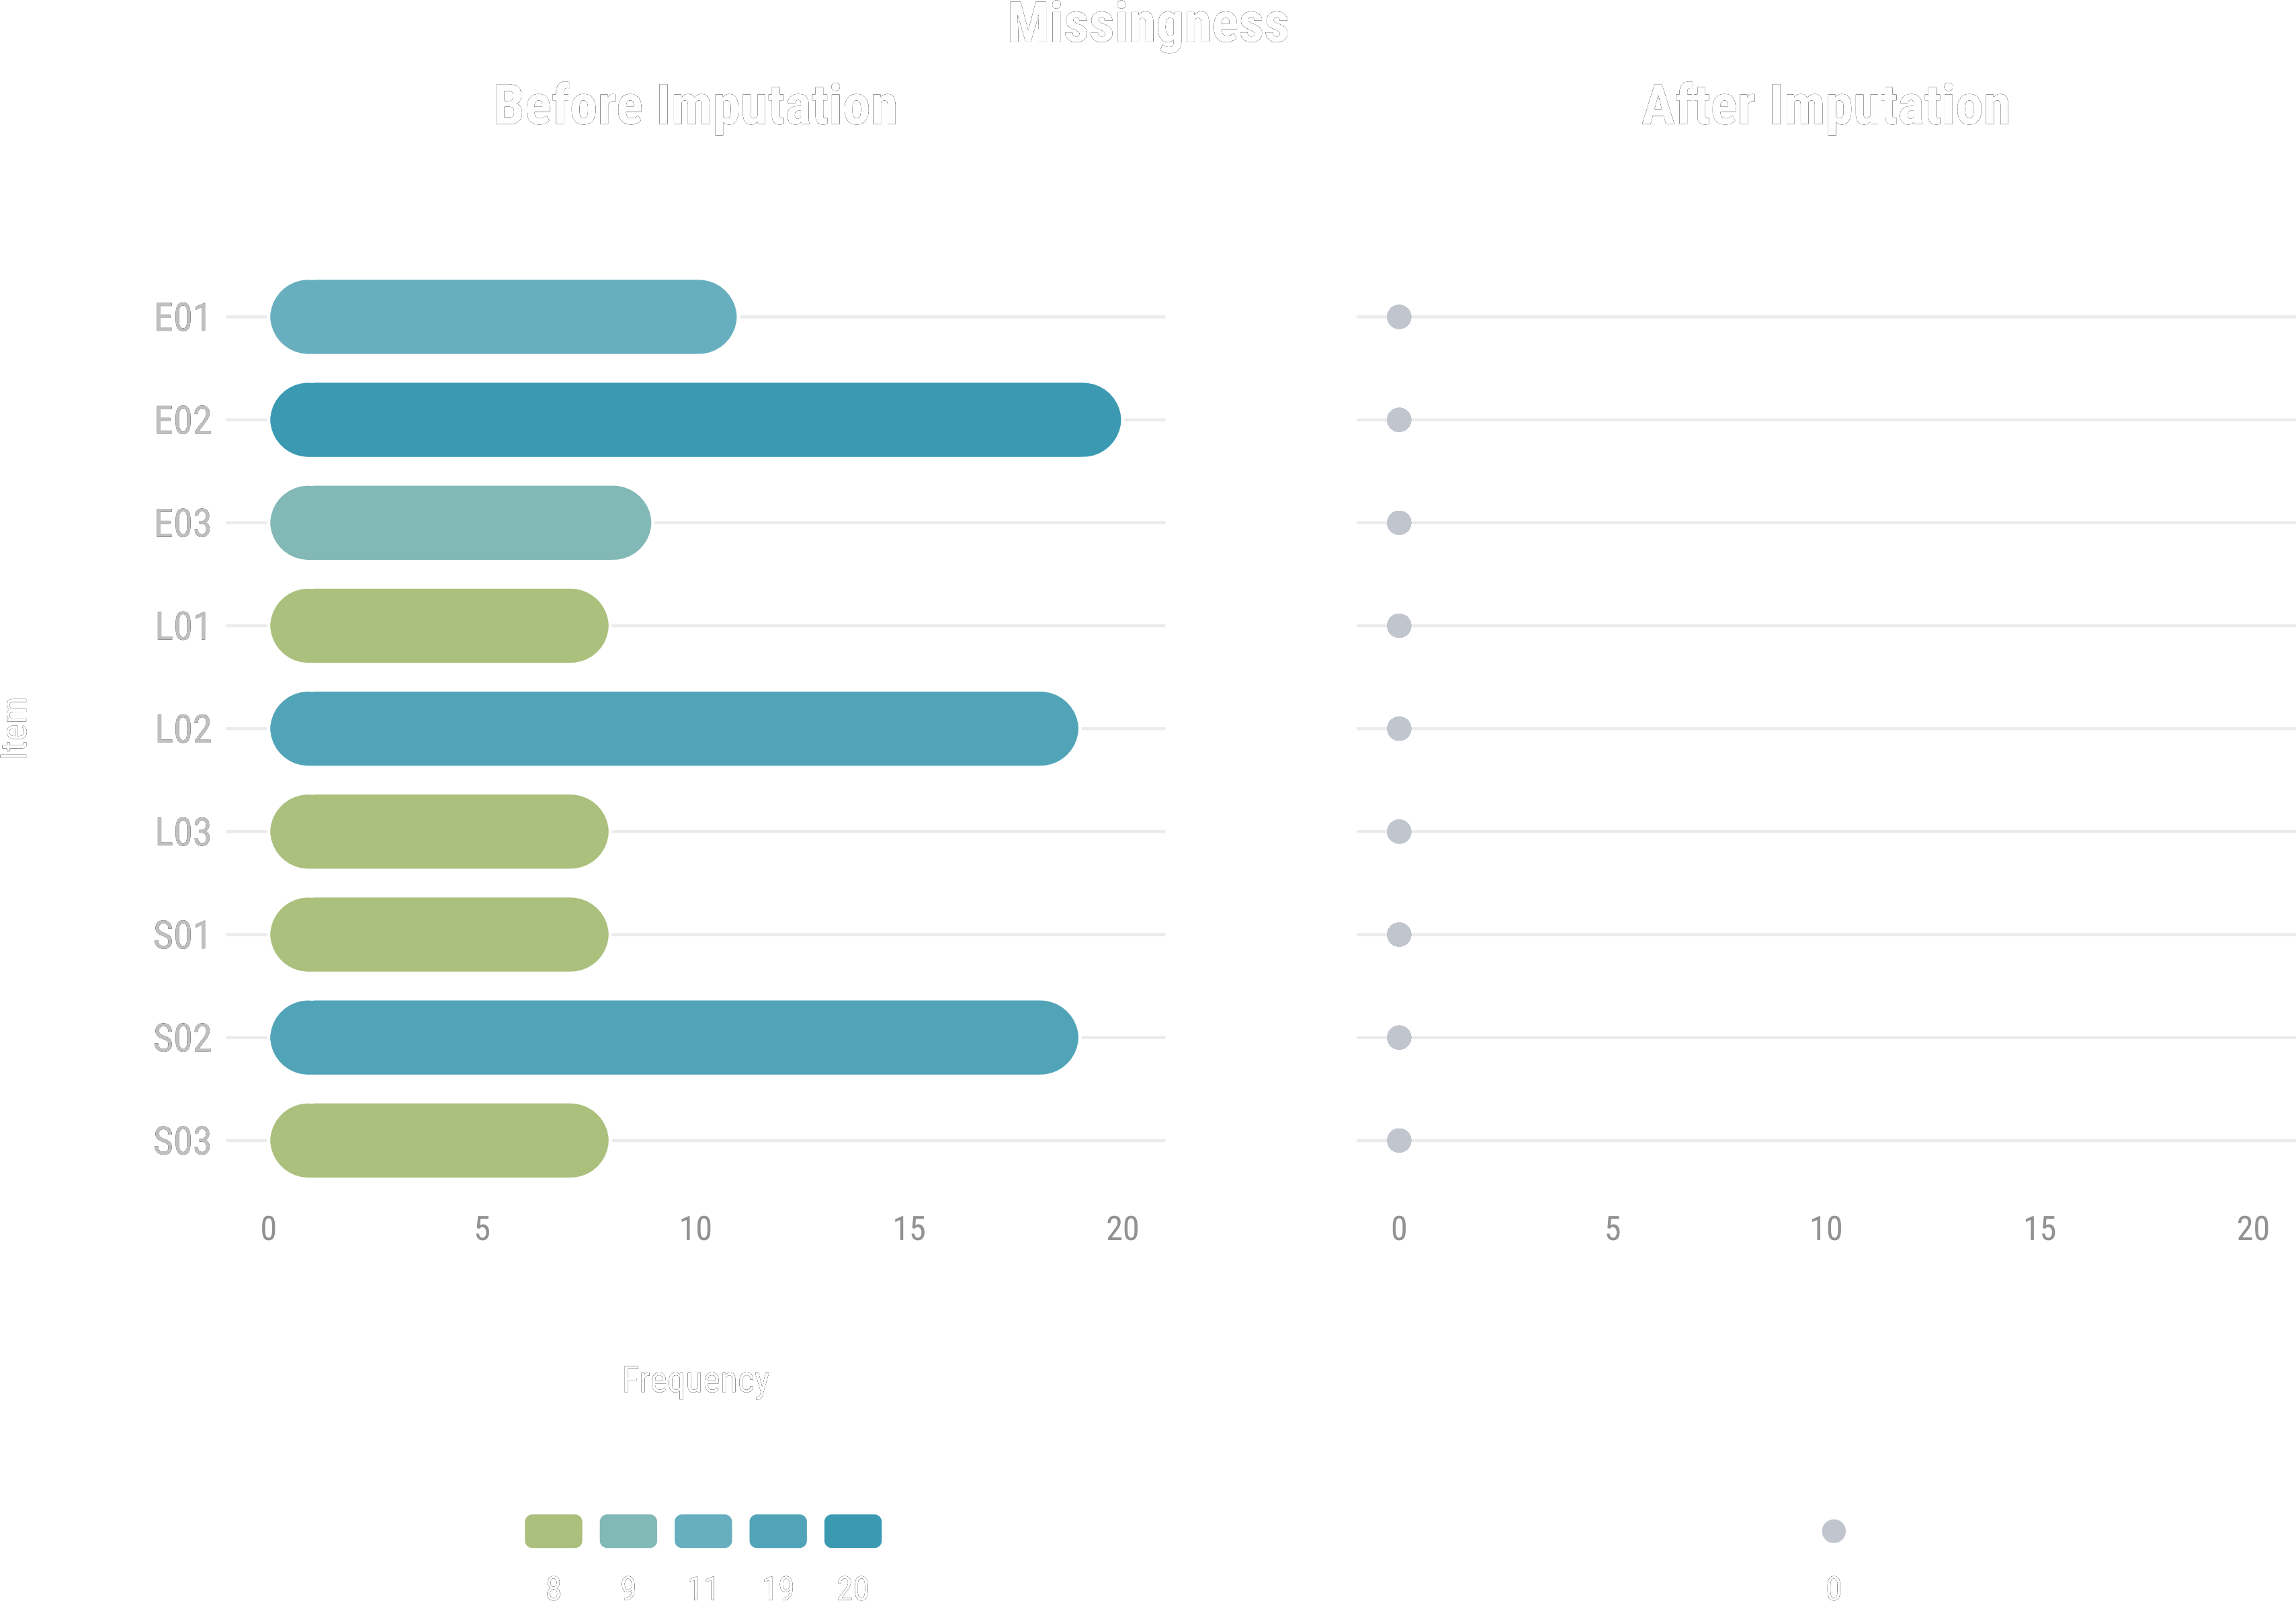 Missingness
Before Imputation
After Imputation
Item
E01
E02
E03
L01
L02
L03
S01
S02
S03
0 5 10 15 20
0 5 10 15 20
Frequency
8 9 11 19 20
0